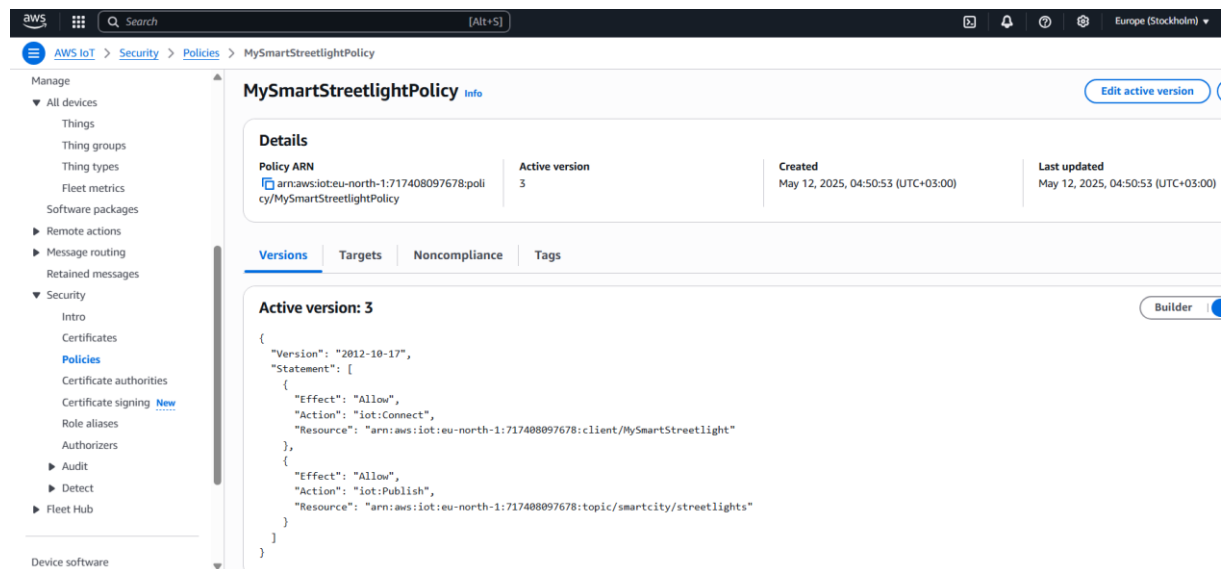 aws
Search [Alt+S] Europe (Stockholm)
AWS IoT > Security > Policies > MySmartStreetlightPolicy
Manage
All devices
Things
Thing groups
Thing types
Fleet metrics
Software packages
Remote actions
Message routing
Retained messages
Security
Intro
Certificates
Policies
Certificate authorities
Certificate signing New
Role aliases
Authorizers
Audit
Detect
Fleet Hub
Device software
MySmartStreetlightPolicy Info
Edit active version
Details
Policy ARN
arn:aws:iot:eu-north-1:717408097678:poli
cy/MySmartStreetlightPolicy
Active version
3
Created
May 12, 2025, 04:50:53 (UTC+03:00)
Last updated
May 12, 2025, 04:50:53 (UTC+03:00)
Versions Targets Noncompliance Tags
Active version: 3
Builder
{
"Version": "2012-10-17",
"Statement": [
{
"Effect": "Allow",
"Action": "iot:Connect",
"Resource": "arn:aws:iot:eu-north-1:717408097678:client/MySmartStreetlight"
},
{
"Effect": "Allow",
"Action": "iot:Publish",
"Resource": "arn:aws:iot:eu-north-1:717408097678:topic/smartcity/streetlights"
}
]
}